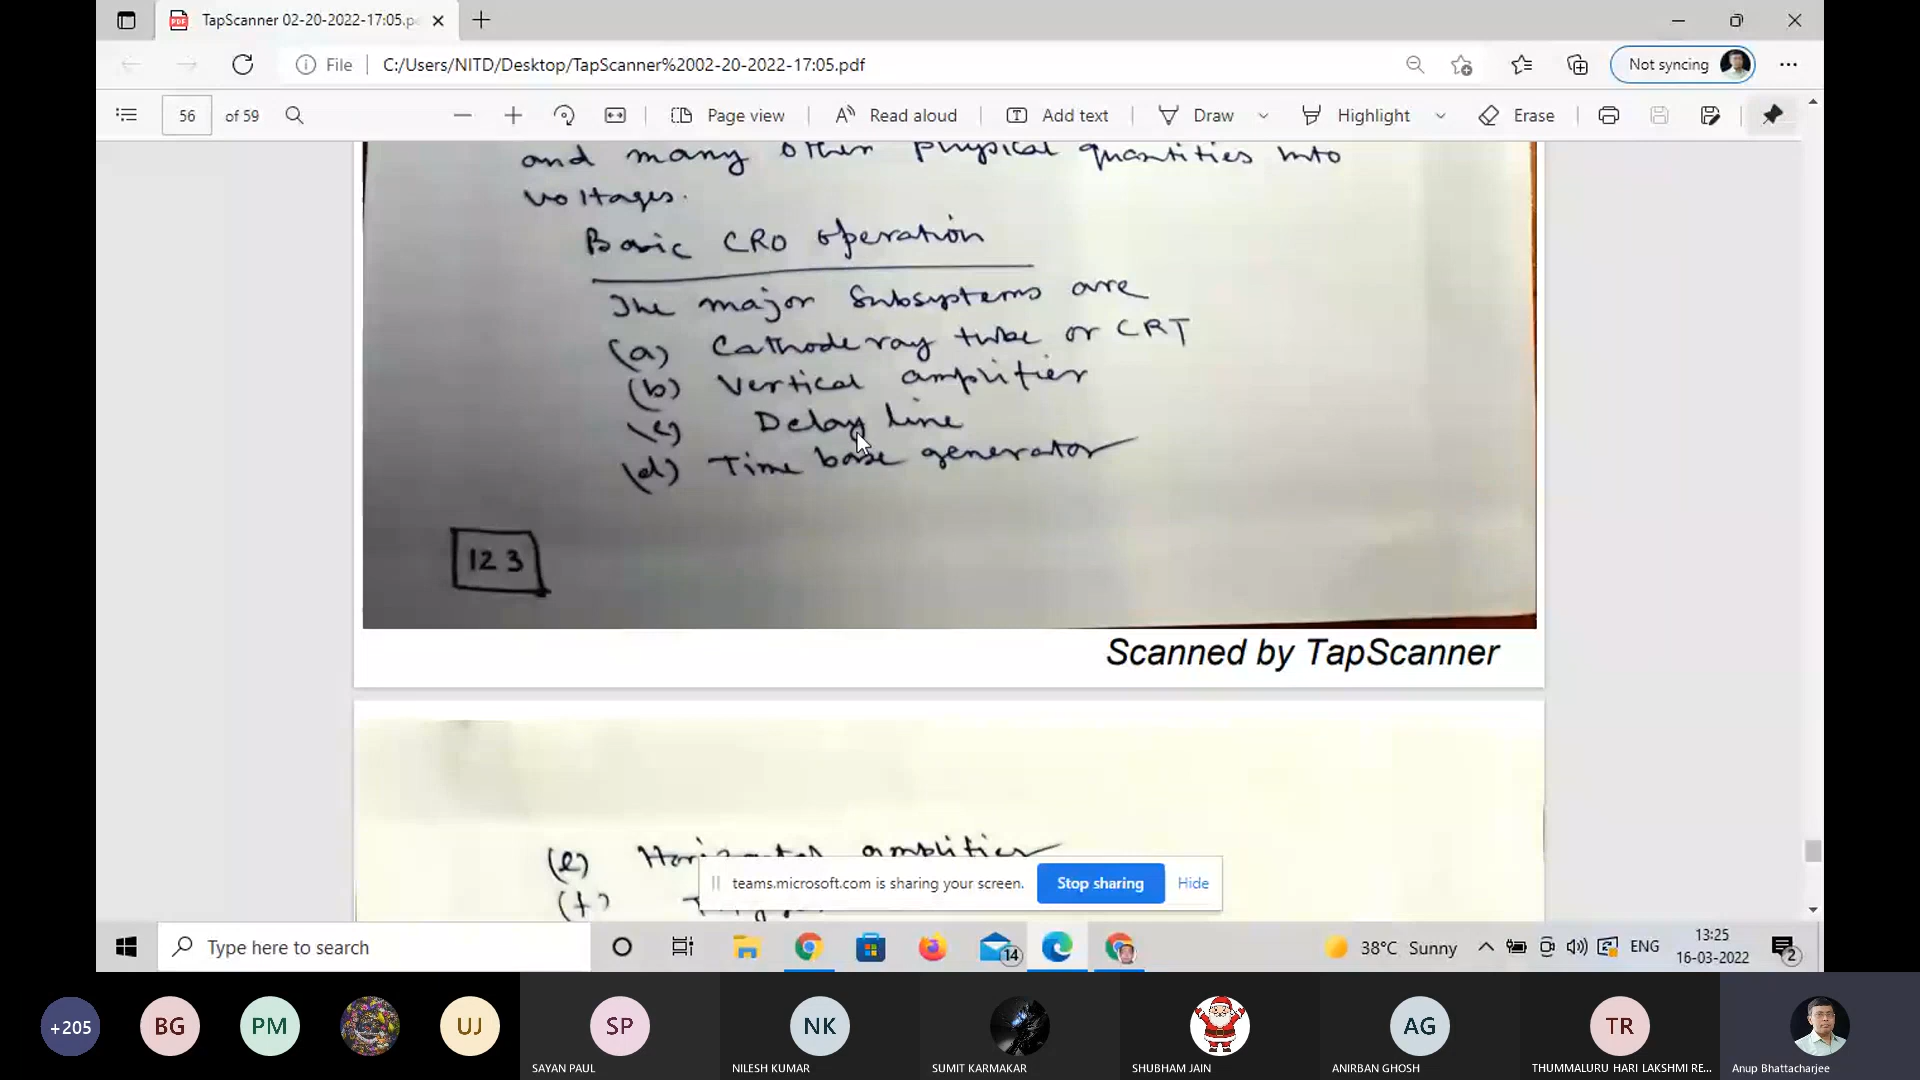 TapScanner 02-20-2022-17:05.p
File
C:/Users/NITD/Desktop/TapScanner%2002-20-2022-17:05.pdf
Not syncing
56 of 59
Page view
Read aloud
Add text
Draw
Highlight
Erase
and many other physical quantities into
voltages.
Basic CRO operation
The major subsystems are
(a) Cathode ray tube or CRT
(b) Vertical amplifier
(c) Delay line
(d) Time base generator
123
Scanned by TapScanner
(e) Horizontal amplifier
(f)
teams.microsoft.com is sharing your screen.
Stop sharing
Hide
Type here to search
14
38°C Sunny
ENG
13:25
16-03-2022
2
+205
BG
PM
UJ
SP
NK
AG
TR
SAYAN PAUL
NILESH KUMAR
SUMIT KARMAKAR
SHUBHAM JAIN
ANIRBAN GHOSH
THUMMALURU HARI LAKSHMI RE...
Anup Bhattacharjee